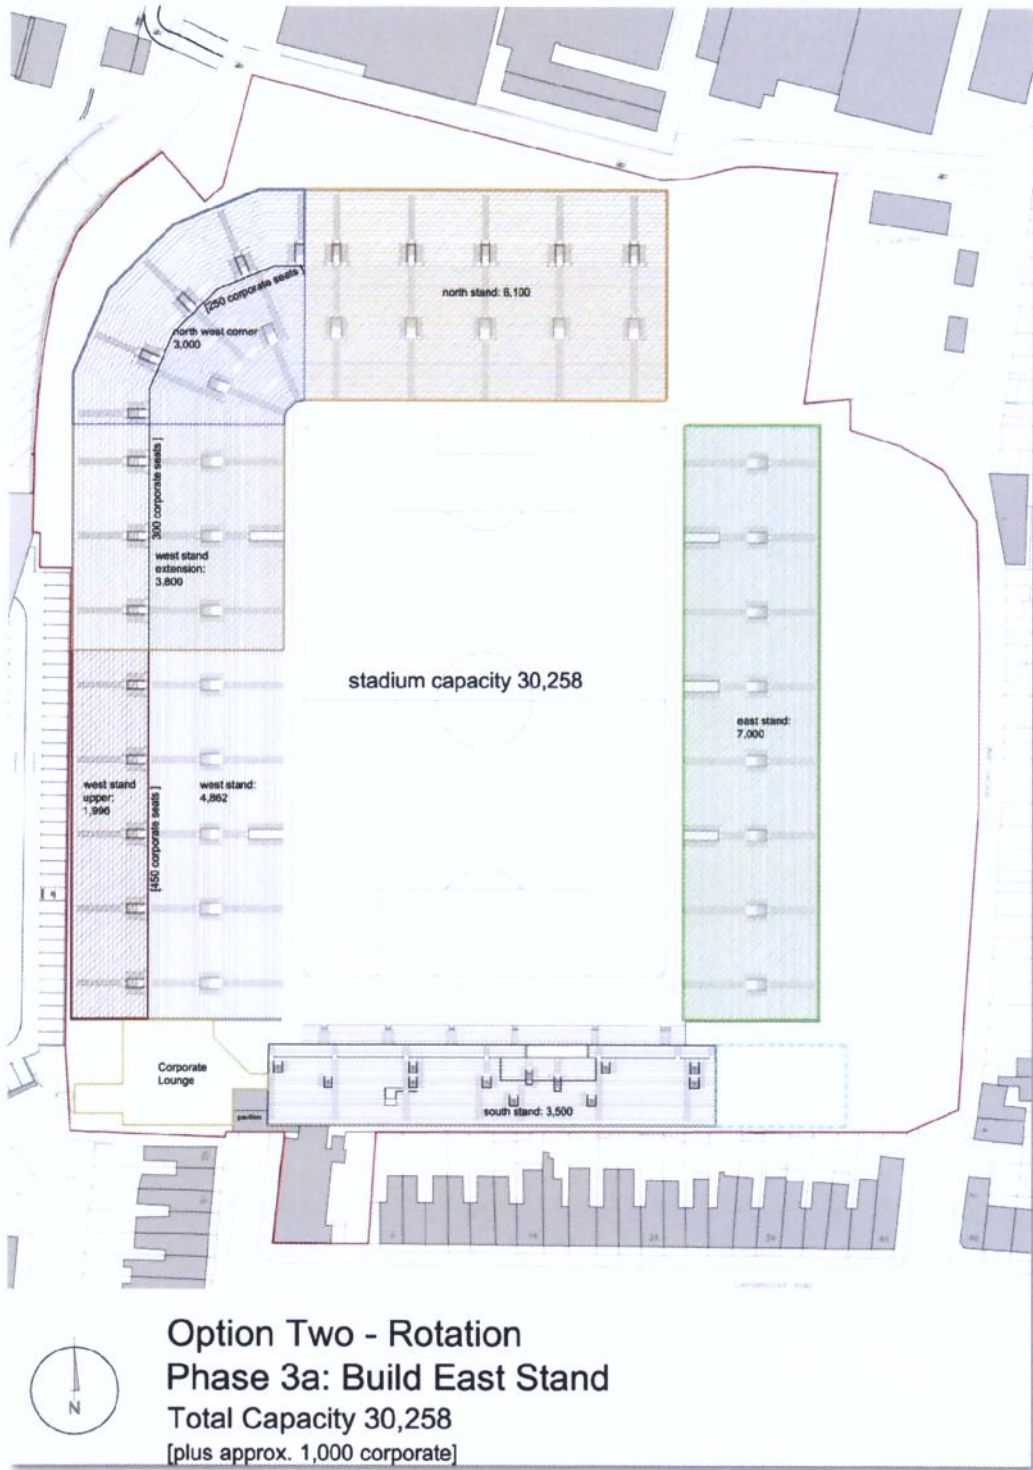 [250 corporate seats ]
north stand: 6,100
north west corner
3,000
300 corporate seats ]
west stand
extension:
3,800
stadium capacity 30,258
east stand:
7,000
west stand
upper:
1,996
west stand:
4,862
[450 corporate seats ]
Corporate
Lounge
pavilion
south stand: 3,500
N
Option Two - Rotation
Phase 3a: Build East Stand
Total Capacity 30,258
[plus approx. 1,000 corporate]